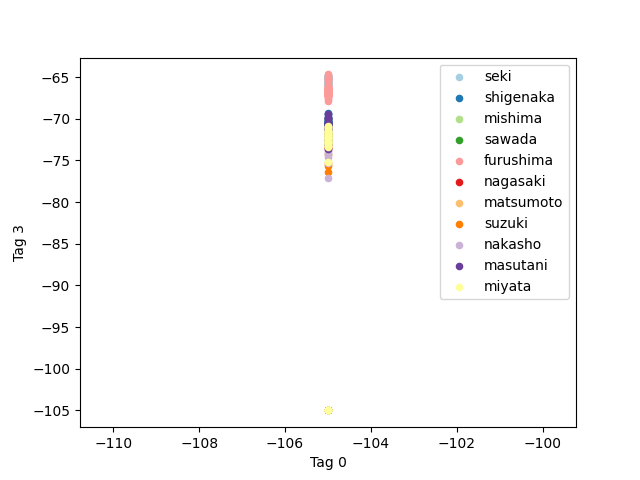 −65
−70
−75
−80
−85
−90
−95
−100
−105
Tag 3
−110
−108
−106
−104
−102
−100
Tag 0
seki
shigenaka
mishima
sawada
furushima
nagasaki
matsumoto
suzuki
nakasho
masutani
miyata